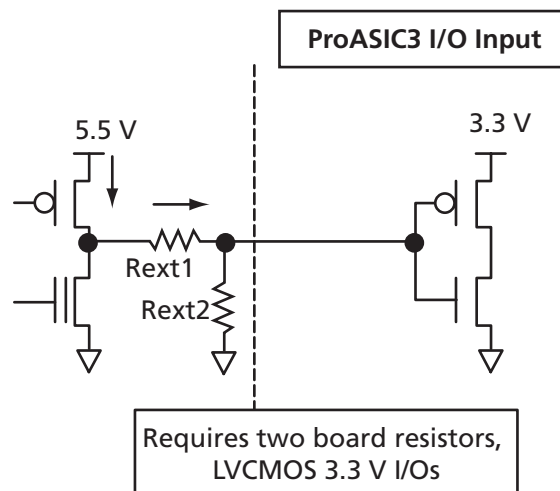 ProASIC3 I/O Input
5.5 V
3.3 V
Rext1
Rext2
Requires two board resistors,
LVCMOS 3.3 V I/Os